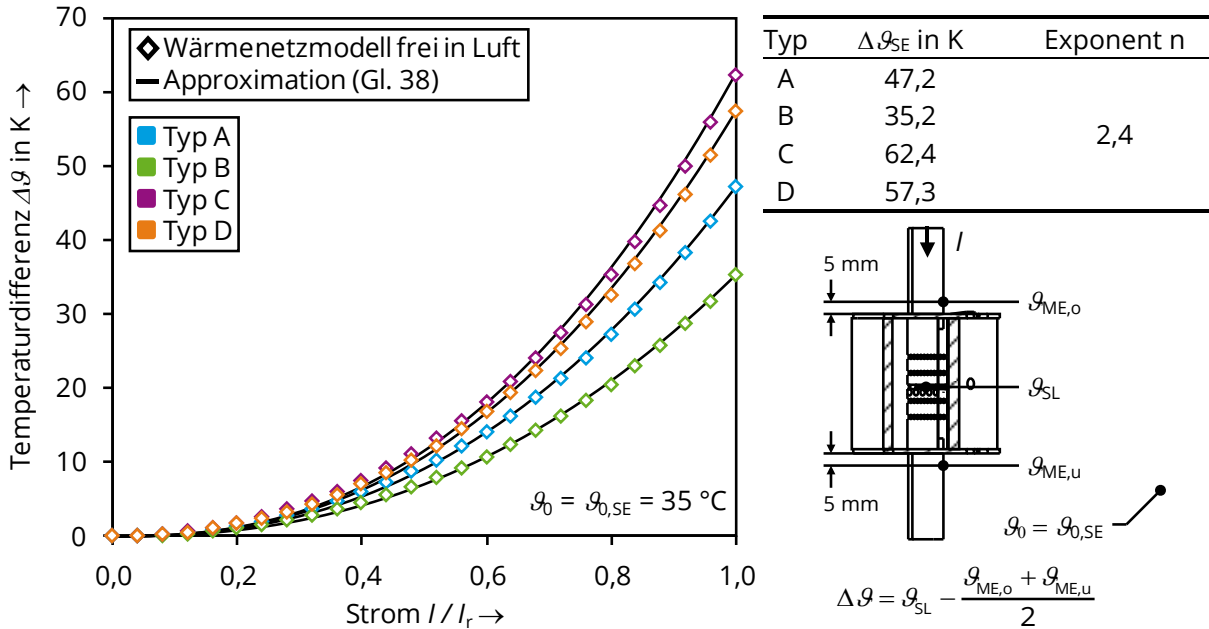 Temperaturdifferenz Δϑ in K →
70
60
50
40
30
20
10
0
Wärmenetzmodell frei in Luft
Approximation (Gl. 38)
Typ A
Typ B
Typ C
Typ D
ϑ0 = ϑ0,SE = 35 °C
0,0 0,2 0,4 0,6 0,8 1,0
Strom I / Ir →
Typ ΔϑSE in K Exponent n
A 47,2
B 35,2
2,4
C 62,4
D 57,3
I
5 mm
ϑME,o
0
ϑSL
ϑME,u
5 mm
ϑ0 = ϑ0,SE
Δϑ = ϑSL − (ϑME,o + ϑME,u) / 2